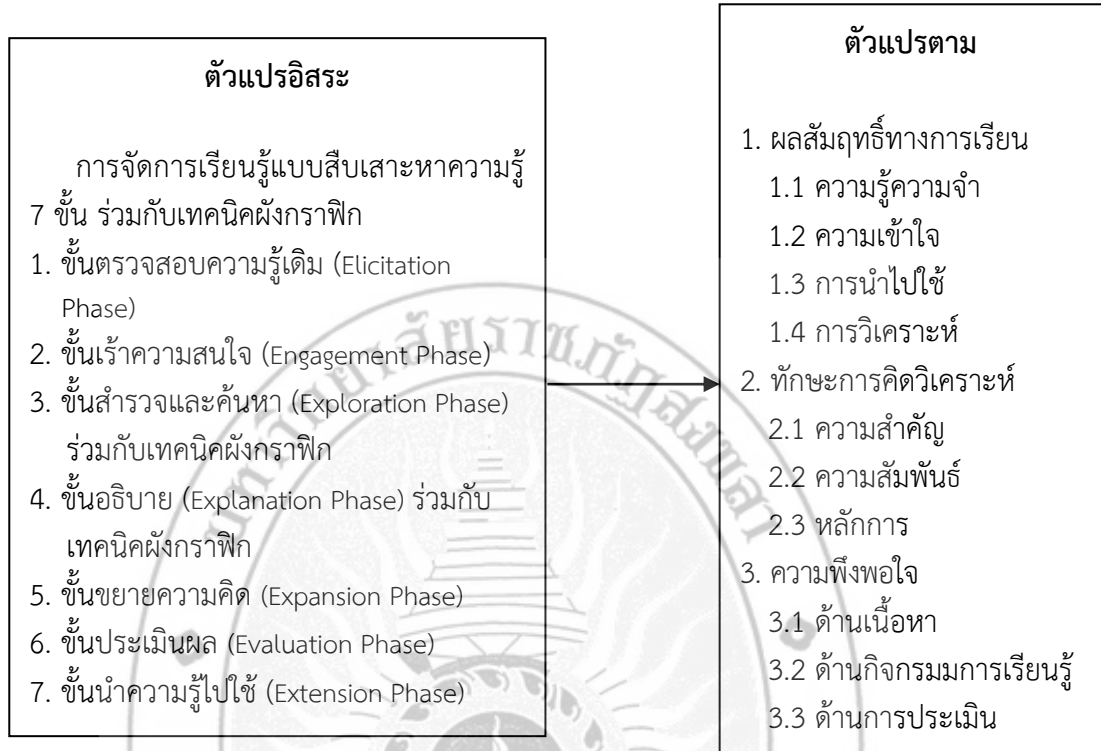 ตัวแปรอิสระ
การจัดการเรียนรู้แบบสืบเสาะหาความรู้
7 ขั้น ร่วมกับเทคนิคผังกราฟิก
1. ขั้นตรวจสอบความรู้เดิม (Elicitation
Phase)
2. ขั้นเร้าความสนใจ (Engagement Phase)
3. ขั้นสำรวจและค้นหา (Exploration Phase)
ร่วมกับเทคนิคผังกราฟิก
4. ขั้นอธิบาย (Explanation Phase) ร่วมกับ
เทคนิคผังกราฟิก
5. ขั้นขยายความคิด (Expansion Phase)
6. ขั้นประเมินผล (Evaluation Phase)
7. ขั้นนำความรู้ไปใช้ (Extension Phase)
ตัวแปรตาม
1. ผลสัมฤทธิ์ทางการเรียน
1.1 ความรู้ความจำ
1.2 ความเข้าใจ
1.3 การนำไปใช้
1.4 การวิเคราะห์
2. ทักษะการคิดวิเคราะห์
2.1 ความสำคัญ
2.2 ความสัมพันธ์
2.3 หลักการ
3. ความพึงพอใจ
3.1 ด้านเนื้อหา
3.2 ด้านกิจกรมมการเรียนรู้
3.3 ด้านการประเมิน